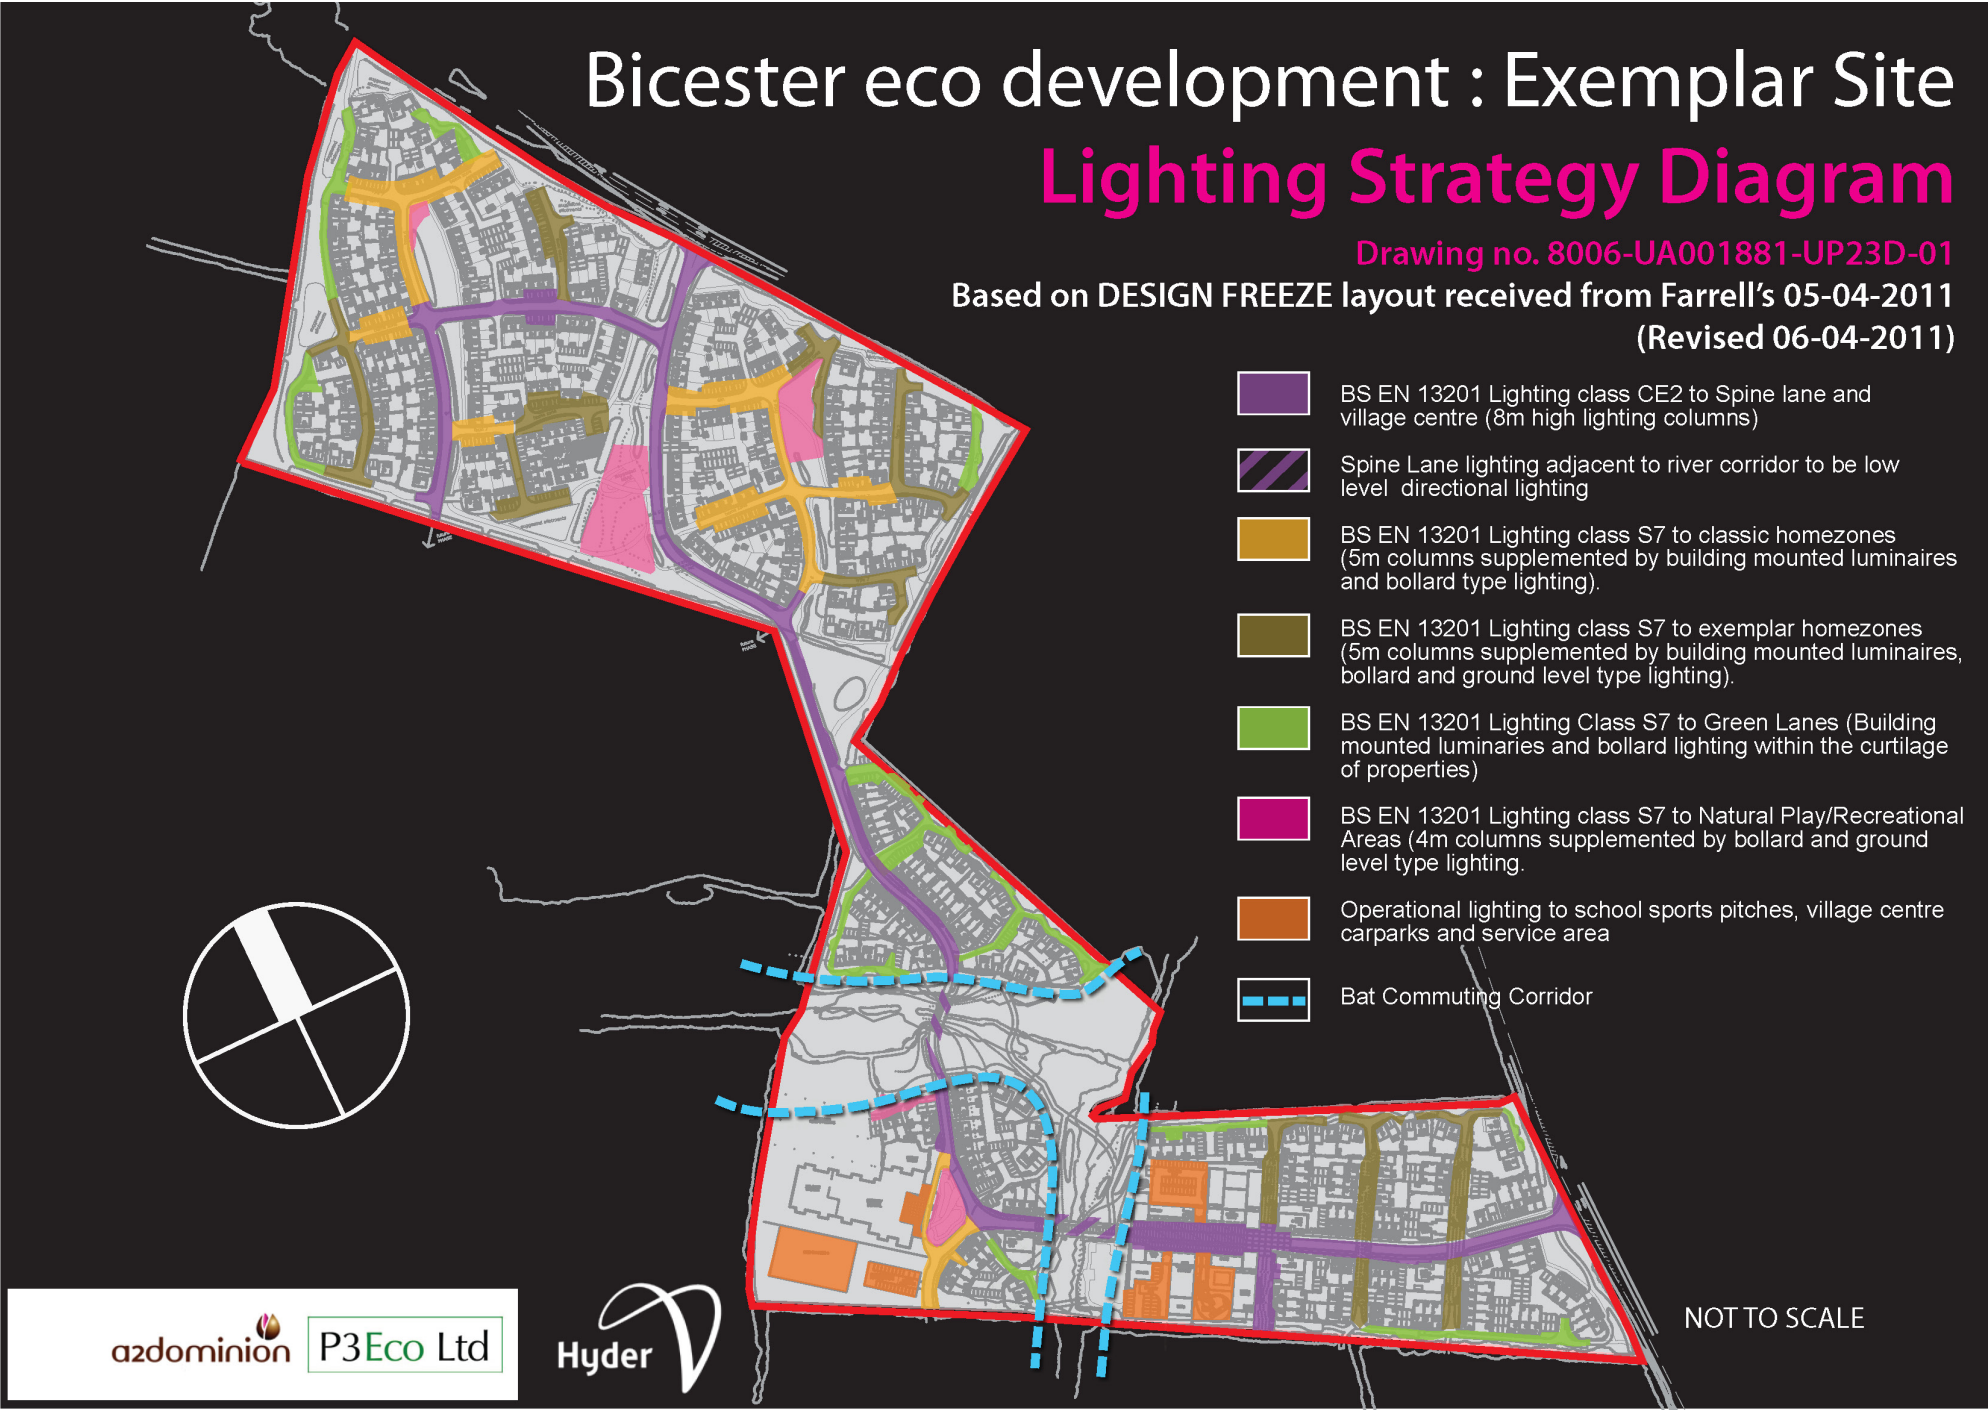 Bicester eco development : Exemplar Site
Lighting Strategy Diagram
Drawing no. 8006-UA001881-UP23D-01
Based on DESIGN FREEZE layout received from Farrell's 05-04-2011
(Revised 06-04-2011)
BS EN 13201 Lighting class CE2 to Spine lane and
village centre (8m high lighting columns)
Spine Lane lighting adjacent to river corridor to be low
level directional lighting
BS EN 13201 Lighting class S7 to classic homezones
(5m columns supplemented by building mounted luminaires
and bollard type lighting).
BS EN 13201 Lighting class S7 to exemplar homezones
(5m columns supplemented by building mounted luminaires,
bollard and ground level type lighting).
BS EN 13201 Lighting Class S7 to Green Lanes (Building
mounted luminaries and bollard lighting within the curtilage
of properties)
BS EN 13201 Lighting class S7 to Natural Play/Recreational
Areas (4m columns supplemented by bollard and ground
level type lighting.
Operational lighting to school sports pitches, village centre
carparks and service area
Bat Commuting Corridor
future
PHASE
future
PHASE
a2dominion
P3Eco Ltd
Hyder
NOT TO SCALE